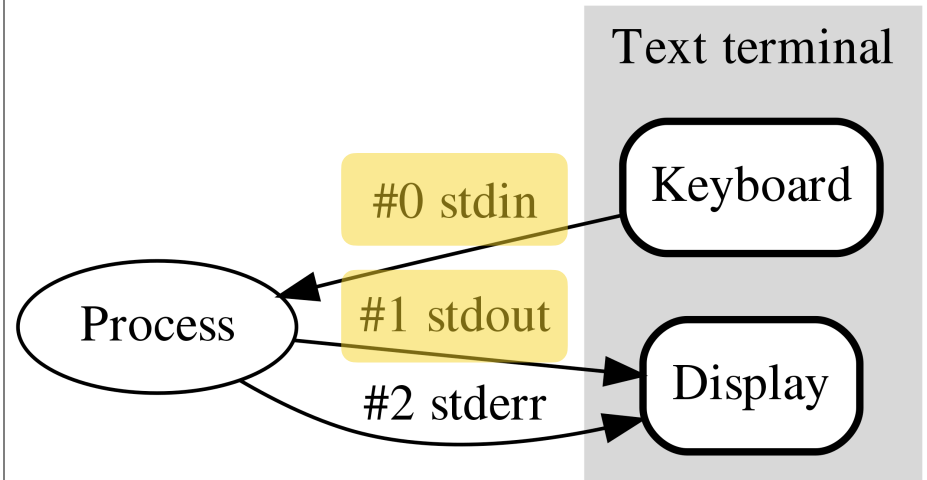 Text terminal
Keyboard
#0 stdin
#1 stdout
Process
Display
#2 stderr